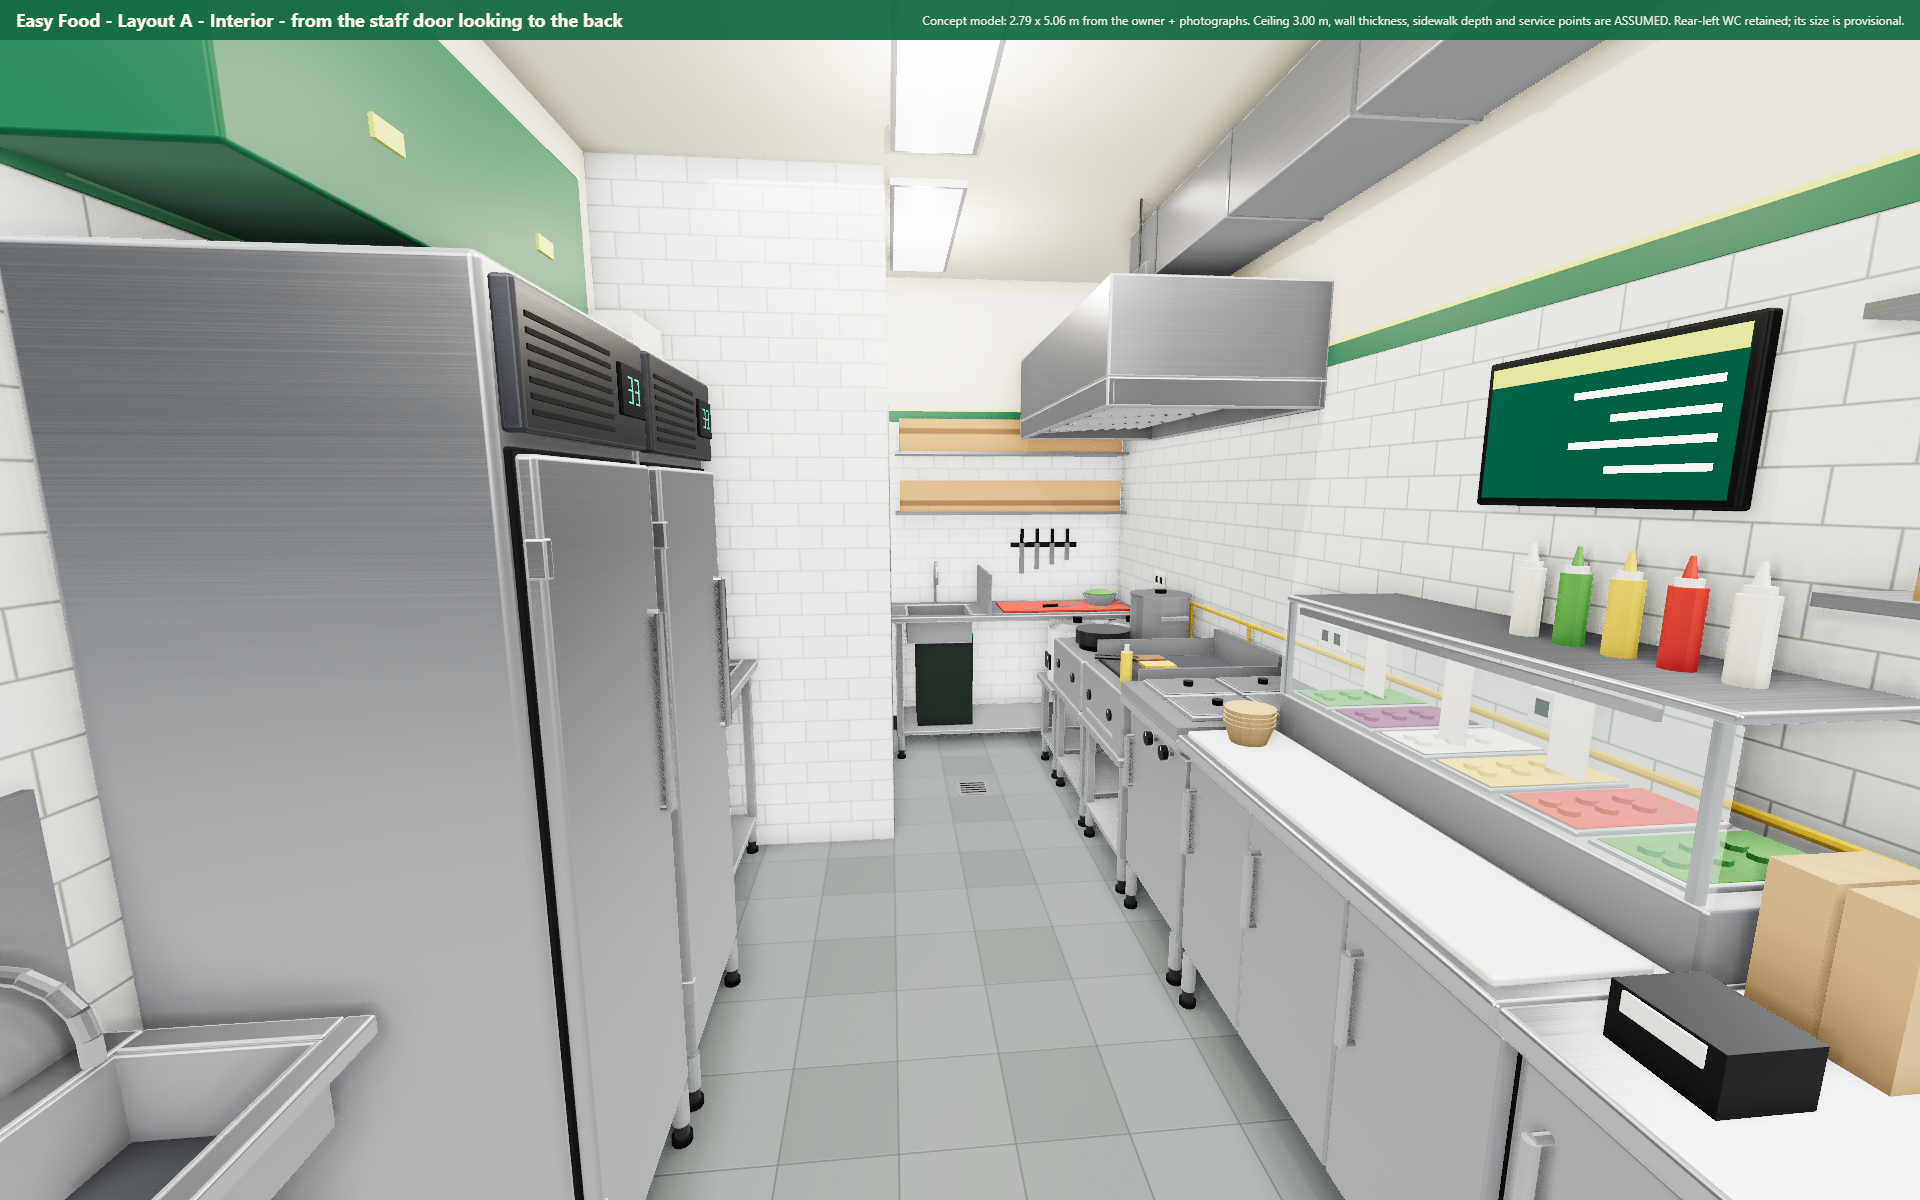 Easy Food - Layout A - Interior - from the staff door looking to the back
Concept model: 2.79 x 5.06 m from the owner + photographs. Ceiling 3.00 m, wall thickness, sidewalk depth and service points are ASSUMED. Rear-left WC retained; its size is provisional.